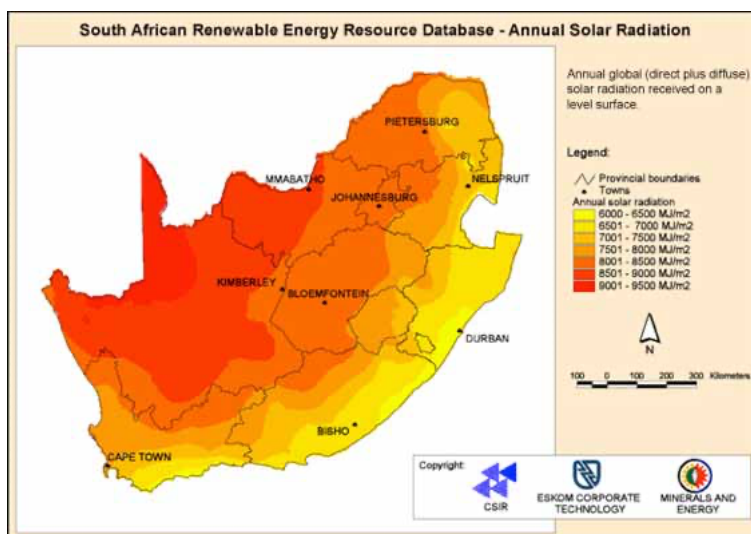 South African Renewable Energy Resource Database - Annual Solar Radiation
Annual global (direct plus diffuse)
solar radiation received on a
level surface.
Legend:
Provincial boundaries
Towns
Annual solar radiation
6000 - 6500 MJ/m2
6501 - 7000 MJ/m2
7001 - 7500 MJ/m2
7501 - 8000 MJ/m2
8001 - 8500 MJ/m2
8501 - 9000 MJ/m2
9001 - 9500 MJ/m2
PIETERSBURG
MMABATHO
NELSPRUIT
JOHANNESBURG
KIMBERLEY
BLOEMFONTEIN
DURBAN
BISHO
CAPE TOWN
N
100 0 100 200 300 Kilometers
Copyright:
CSIR
ESKOM CORPORATE
TECHNOLOGY
MINERALS AND
ENERGY